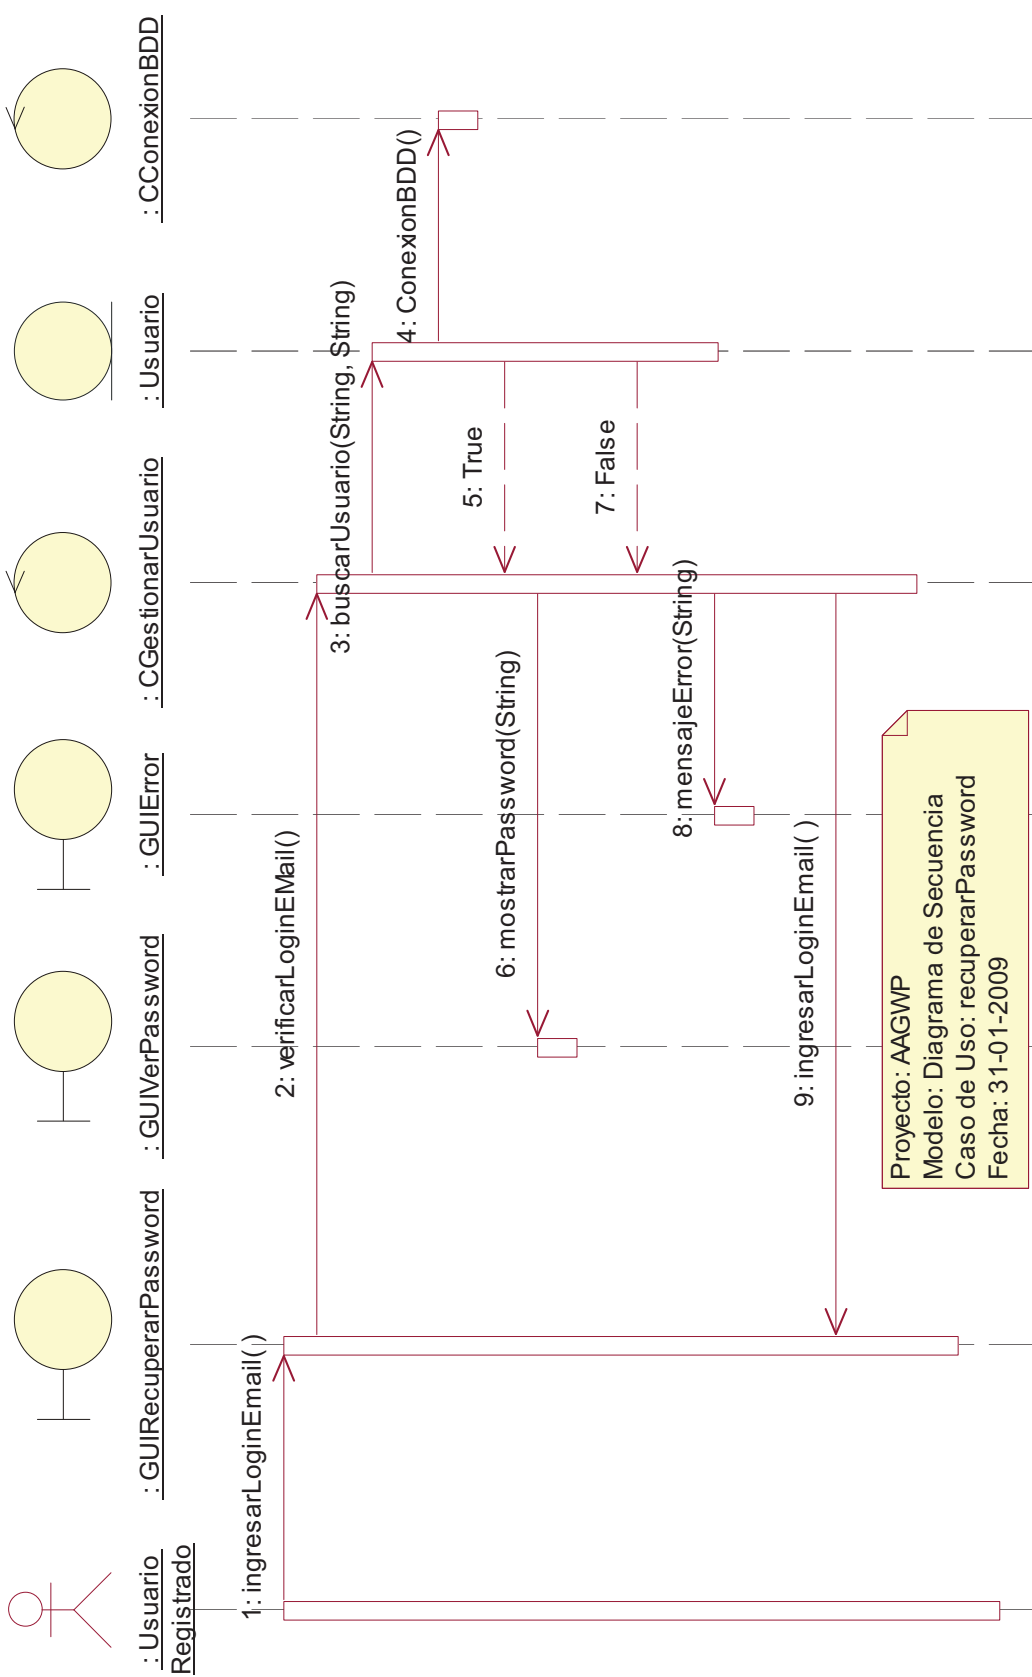 : Usuario
Registrado
: GUIRecuperarPassword
: GUIVerPassword
: GUIError
: CGestionarUsuario
: Usuario
: CConexionBDD
1: ingresarLoginEmail( )
2: verificarLoginEMail()
3: buscarUsuario(String, String)
4: ConexionBDD()
5: True
6: mostrarPassword(String)
7: False
8: mensajeError(String)
9: ingresarLoginEmail( )
Proyecto: AAGWP
Modelo: Diagrama de Secuencia
Caso de Uso: recuperarPassword
Fecha: 31-01-2009